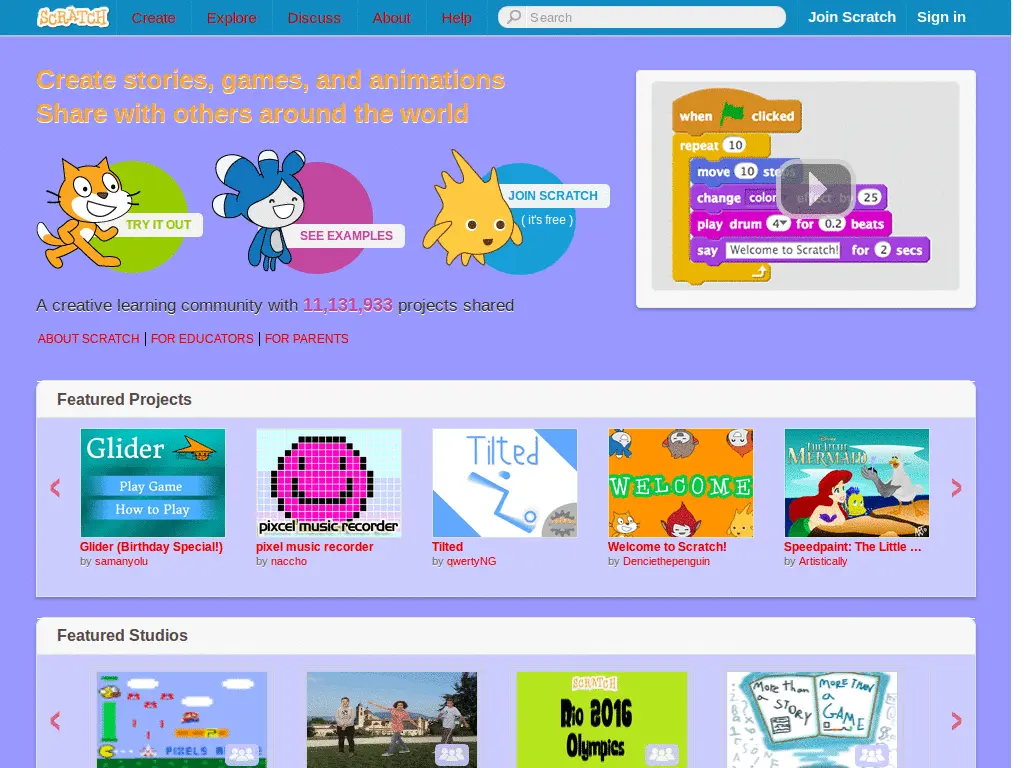 SCRATCH Create Explore Discuss About Help Search Join Scratch Sign in
Create stories, games, and animations
Share with others around the world
TRY IT OUT
SEE EXAMPLES
JOIN SCRATCH
( it's free )
A creative learning community with 11,131,933 projects shared
ABOUT SCRATCH | FOR EDUCATORS | FOR PARENTS
when clicked
repeat 10
move 10 steps
change color effect by 25
play drum 4 for 0.2 beats
say Welcome to Scratch! for 2 secs
Featured Projects
Glider
Play Game
How to Play
Glider (Birthday Special!)
by samanyolu
pixcel music recorder
pixel music recorder
by naccho
Tilted
Tilted
by qwertyNG
WELCOME
Welcome to Scratch!
by Denciethepenguin
Disney
THE LITTLE
MERMAID
Speedpaint: The Little ...
by Artistically
Featured Studios
PIXELS
SCRATCH
Rio 2016
Olympics
More than
a
STORY
MORE THAN
a
GAME